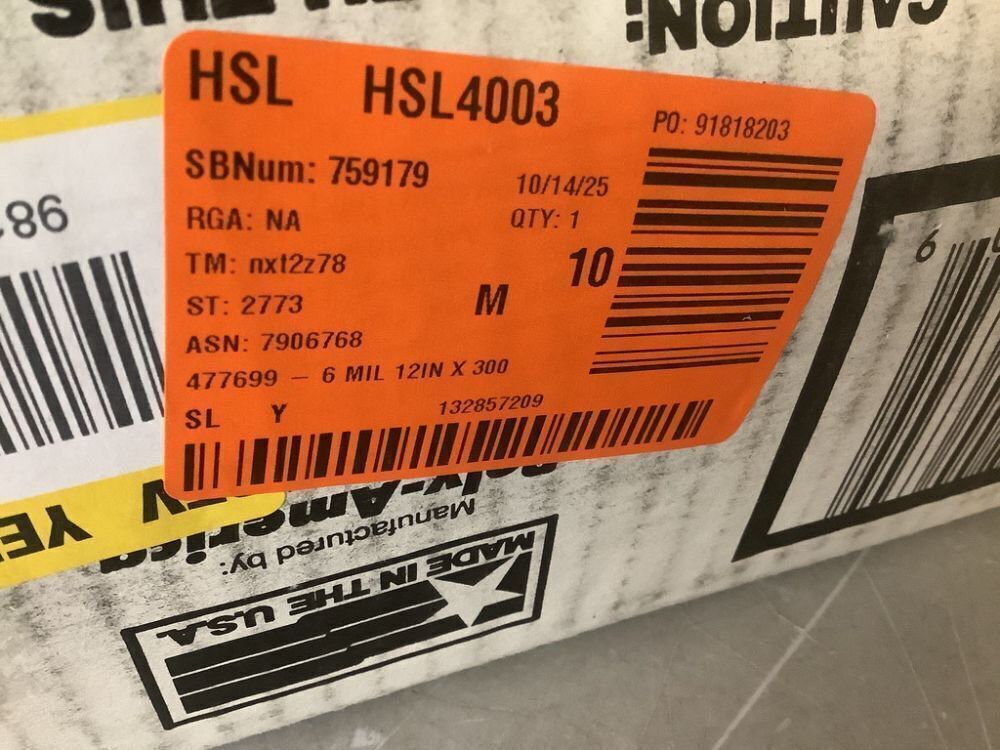 CAUTION:
HSL HSL4003
PO: 91818203
SBNum: 759179
10/14/25
RGA: NA
QTY: 1
TM: nxt2z78
10
ST: 2773
M
ASN: 7906768
477699 – 6 MIL 12IN X 300
SL Y 132857209
Manufactured by:
MADE IN THE U.S.A.
6